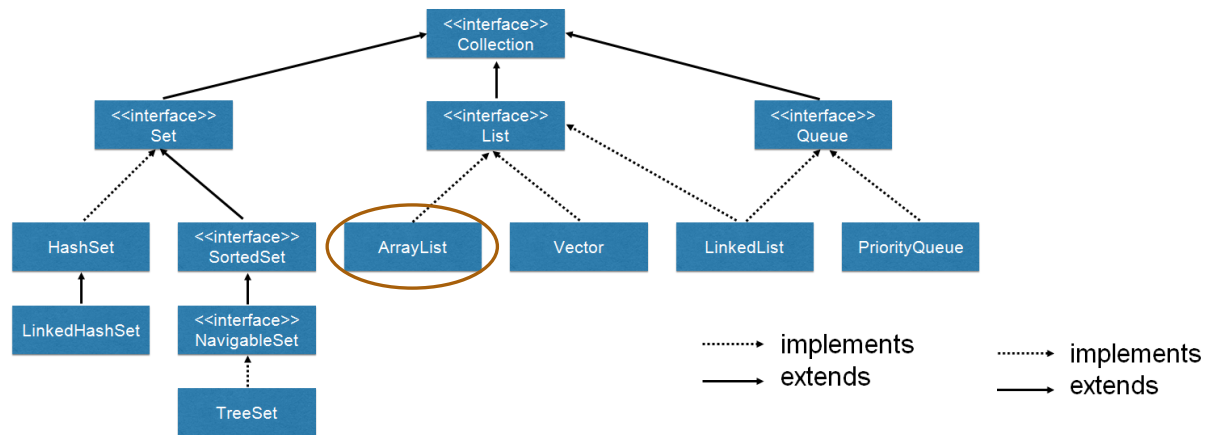 <<interface>>
Collection
<<interface>>
Set
<<interface>>
List
<<interface>>
Queue
HashSet
<<interface>>
SortedSet
ArrayList
Vector
LinkedList
PriorityQueue
LinkedHashSet
<<interface>>
NavigableSet
TreeSet
implements
extends
implements
extends